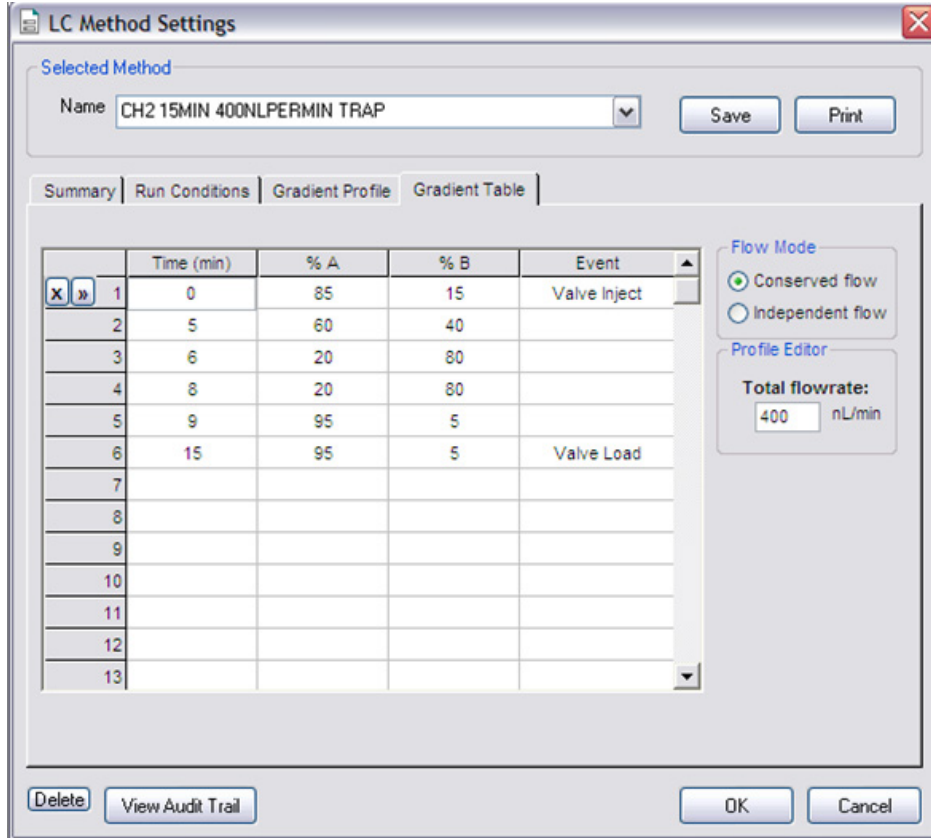 LC Method Settings
Selected Method
Name CH2 15MIN 400NLPERMIN TRAP Save Print
Summary Run Conditions Gradient Profile Gradient Table
Time (min) % A % B Event
x » 1 0 85 15 Valve Inject
2 5 60 40
3 6 20 80
4 8 20 80
5 9 95 5
6 15 95 5 Valve Load
7
8
9
10
11
12
13
Flow Mode
Conserved flow
Independent flow
Profile Editor
Total flowrate:
400 nL/min
Delete View Audit Trail OK Cancel